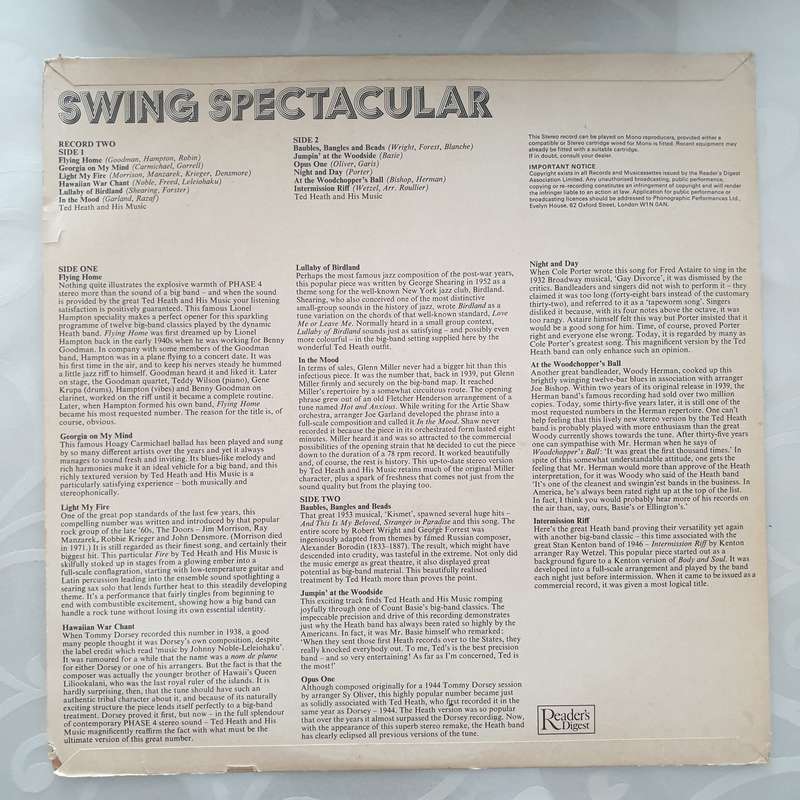 SWING SPECTACULAR
RECORD TWO
SIDE 1
Flying Home (Goodman, Hampton, Robin)
Georgia on My Mind (Carmichael, Gorrell)
Light My Fire (Morrison, Manzarek, Krieger, Densmore)
Hawaiian War Chant (Noble, Freed, Leleiohaku)
Lullaby of Birdland (Shearing, Forster)
In the Mood (Garland, Razaf)
Ted Heath and His Music
SIDE 2
Baubles, Bangles and Beads (Wright, Forest, Blanche)
Jumpin' at the Woodside (Basie)
Opus One (Oliver, Garis)
Night and Day (Porter)
At the Woodchopper's Ball (Bishop, Herman)
Intermission Riff (Wetzel, Arr. Roullier)
Ted Heath and His Music
This Stereo record can be played on Mono reproducers, provided either a
compatible or Stereo cartridge wired for Mono is fitted. Recent equipment may
already be fitted with a suitable cartridge.
If in doubt, consult your dealer.
IMPORTANT NOTICE
Copyright exists in all Records and Musicassettes issued by the Reader's Digest
Association Limited. Any unauthorised broadcasting, public performance,
copying or re-recording constitutes an infringement of copyright and will render
the infringer liable to an action at law. Application for public performance or
broadcasting licences should be addressed to Phonographic Performances Ltd.,
Evelyn House, 62 Oxford Street, London W1N 0AN.
SIDE ONE
Flying Home
Nothing quite illustrates the explosive warmth of PHASE 4
stereo more than the sound of a big band – and when the sound
is provided by the great Ted Heath and His Music your listening
satisfaction is positively guaranteed. This famous Lionel
Hampton speciality makes a perfect opener for this sparkling
programme of twelve big-band classics played by the dynamic
Heath band. Flying Home was first dreamed up by Lionel
Hampton back in the early 1940s when he was working for Benny
Goodman. In company with some members of the Goodman
band, Hampton was in a plane flying to a concert date. It was
his first time in the air, and to keep his nerves steady he hummed
a little jazz riff to himself. Goodman heard it and liked it. Later
on stage, the Goodman quartet, Teddy Wilson (piano), Gene
Krupa (drums), Hampton (vibes) and Benny Goodman on
clarinet, worked on the riff until it became a complete routine.
Later, when Hampton formed his own band, Flying Home
became his most requested number. The reason for the title is, of
course, obvious.
Georgia on My Mind
This famous Hoagy Carmichael ballad has been played and sung
by so many different artists over the years and yet it always
manages to sound fresh and inviting. Its blues-like melody and
rich harmonies make it an ideal vehicle for a big band, and this
richly textured version by Ted Heath and His Music is a
particularly satisfying experience – both musically and
stereophonically.
Light My Fire
One of the great pop standards of the last few years, this
compelling number was written and introduced by that popular
rock group of the late '60s, The Doors – Jim Morrison, Ray
Manzarek, Robbie Krieger and John Densmore. (Morrison died
in 1971.) It is still regarded as their finest song, and certainly their
biggest hit. This particular Fire by Ted Heath and His Music is
skilfully stoked up in stages from a glowing ember into a
full-scale conflagration, starting with low-temperature guitar and
Latin percussion leading into the ensemble sound spotlighting a
searing sax solo that lends further heat to this steadily developing
theme. It's a performance that fairly tingles from beginning to
end with combustible excitement, showing how a big band can
handle a rock tune without losing its own essential identity.
Hawaiian War Chant
When Tommy Dorsey recorded this number in 1938, a good
many people thought it was Dorsey's own composition, despite
the label credit which read 'music by Johnny Noble-Leleiohaku'.
It was rumoured for a while that the name was a nom de plume
for either Dorsey or one of his arrangers. But the fact is that the
composer was actually the younger brother of Hawaii's Queen
Liliookalani, who was the last royal ruler of the islands. It is
hardly surprising, then, that the tune should have such an
authentic tribal character about it, and because of its naturally
exciting structure the piece lends itself perfectly to a big-band
treatment. Dorsey proved it first, but now – in the full splendour
of contemporary PHASE 4 stereo sound – Ted Heath and His
Music magnificently reaffirm the fact with what must be the
ultimate version of this great number.
Lullaby of Birdland
Perhaps the most famous jazz composition of the post-war years,
this popular piece was written by George Shearing in 1952 as a
theme song for the well-known New York jazz club, Birdland.
Shearing, who also conceived one of the most distinctive
small-group sounds in the history of jazz, wrote Birdland as a
tune variation on the chords of that well-known standard, Love
Me or Leave Me. Normally heard in a small group context,
Lullaby of Birdland sounds just as satisfying – and possibly even
more colourful – in the big-band setting supplied here by the
wonderful Ted Heath outfit.
In the Mood
In terms of sales, Glenn Miller never had a bigger hit than this
infectious piece. It was the number that, back in 1939, put Glenn
Miller firmly and securely on the big-band map. It reached
Miller's repertoire by a somewhat circuitous route. The opening
phrase grew out of an old Fletcher Henderson arrangement of a
tune named Hot and Anxious. While writing for the Artie Shaw
orchestra, arranger Joe Garland developed the phrase into a
full-scale composition and called it In the Mood. Shaw never
recorded it because the piece in its orchestrated form lasted eight
minutes. Miller heard it and was so attracted to the commercial
possibilities of the opening strain that he decided to cut the piece
down to the duration of a 78 rpm record. It worked beautifully
and, of course, the rest is history. This up-to-date stereo version
by Ted Heath and His Music retains much of the original Miller
character, plus a spark of freshness that comes not just from the
sound quality but from the playing too.
SIDE TWO
Baubles, Bangles and Beads
That great 1953 musical, 'Kismet', spawned several huge hits –
And This Is My Beloved, Stranger in Paradise and this song. The
entire score by Robert Wright and George Forrest was
ingeniously adapted from themes by famed Russian composer,
Alexander Borodin (1833–1887). The result, which might have
descended into crudity, was tasteful in the extreme. Not only did
the music emerge as great theatre, it also displayed great
potential as big-band material. This beautifully realised
treatment by Ted Heath more than proves the point.
Jumpin' at the Woodside
This exciting track finds Ted Heath and His Music romping
joyfully through one of Count Basie's big-band classics. The
impeccable precision and drive of this recording demonstrates
just why the Heath band has always been rated so highly by the
Americans. In fact, it was Mr. Basie himself who remarked:
'When they sent those first Heath records over to the States, they
really knocked everybody out. To me, Ted's is the best precision
band – and so very entertaining! As far as I'm concerned, Ted is
the most!'
Opus One
Although composed originally for a 1944 Tommy Dorsey session
by arranger Sy Oliver, this highly popular number became just
as solidly associated with Ted Heath, who first recorded it in the
same year as Dorsey – 1944. The Heath version was so popular
that over the years it almost surpassed the Dorsey recording. Now,
with the appearance of this superb stereo remake, the Heath band
has clearly eclipsed all previous versions of the tune.
Night and Day
When Cole Porter wrote this song for Fred Astaire to sing in the
1932 Broadway musical, 'Gay Divorce', it was dismissed by the
critics. Bandleaders and singers did not wish to perform it – they
claimed it was too long (forty-eight bars instead of the customary
thirty-two), and referred to it as a 'tapeworm song'. Singers
disliked it because, with its four notes above the octave, it was
too rangy. Astaire himself felt this way but Porter insisted that it
would be a good song for him. Time, of course, proved Porter
right and everyone else wrong. Today, it is regarded by many as
Cole Porter's greatest song. This magnificent version by the Ted
Heath band can only enhance such an opinion.
At the Woodchopper's Ball
Another great bandleader, Woody Herman, cooked up this
brightly swinging twelve-bar blues in association with arranger
Joe Bishop. Within two years of its original release in 1939, the
Herman band's famous recording had sold over two million
copies. Today, some thirty-five years later, it is still one of the
most requested numbers in the Herman repertoire. One can't
help feeling that this lively new stereo version by the Ted Heath
band is probably played with more enthusiasm than the great
Woody currently shows towards the tune. After thirty-five years
one can sympathise with Mr. Herman when he says of
Woodchopper's Ball: 'It was great the first thousand times.' In
spite of this somewhat understandable attitude, one gets the
feeling that Mr. Herman would more than approve of the Heath
interpretation, for it was Woody who said of the Heath band
'It's one of the cleanest and swingin'est bands in the business. In
America, he's always been rated right up at the top of the list.
In fact, I think you would probably hear more of his records on
the air than, say, ours, Basie's or Ellington's.'
Intermission Riff
Here's the great Heath band proving their versatility yet again
with another big-band classic – this time associated with the
great Stan Kenton band of 1946 – Intermission Riff by Kenton
arranger Ray Wetzel. This popular piece started out as a
background figure to a Kenton version of Body and Soul. It was
developed into a full-scale arrangement and played by the band
each night just before intermission. When it came to be issued as a
commercial record, it was given a most logical title.
Reader's
Digest